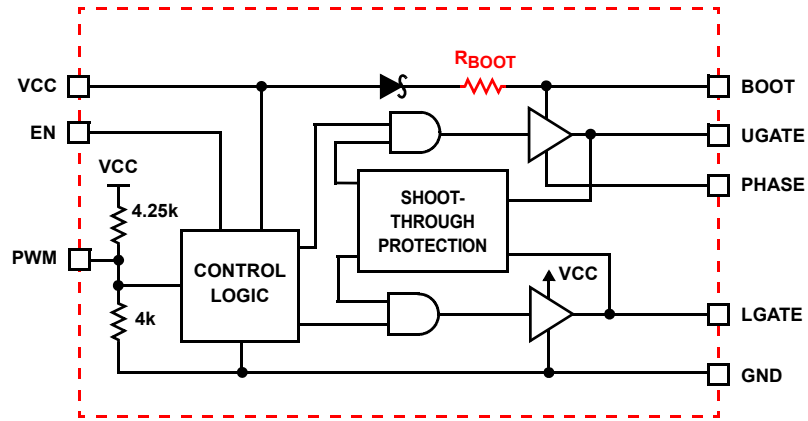 RBOOT
VCC
BOOT
EN
UGATE
VCC
PHASE
4.25k
SHOOT-
THROUGH
PROTECTION
PWM
CONTROL
LOGIC
VCC
4k
LGATE
GND